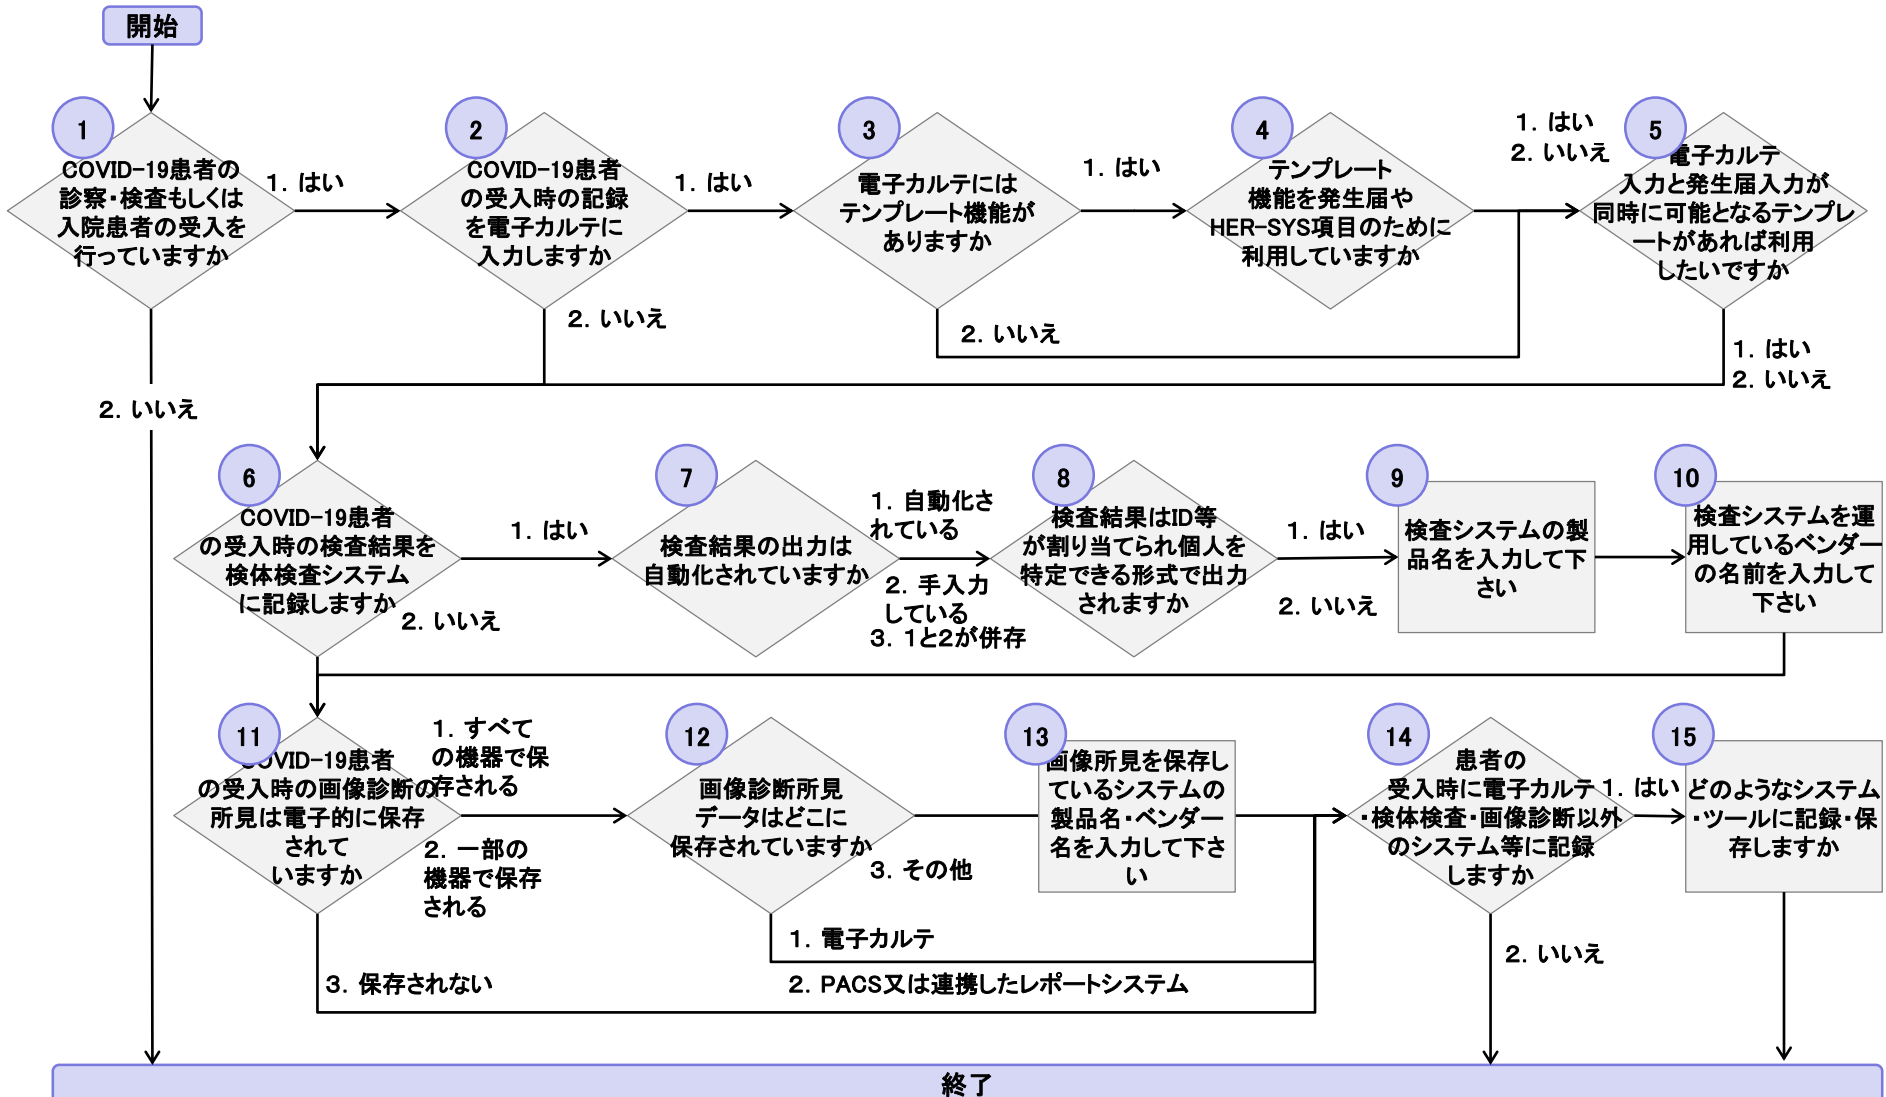 開始
1
COVID-19患者の
診察・検査もしくは
入院患者の受入を
行っていますか
1. はい
2. いいえ
2
COVID-19患者
の受入時の記録
を電子カルテに
入力しますか
1. はい
2. いいえ
3
電子カルテには
テンプレート機能が
ありますか
1. はい
2. いいえ
4
テンプレート
機能を発生届や
HER-SYS項目のために
利用していますか
1. はい
2. いいえ
5
電子カルテ
入力と発生届入力が
同時に可能となるテンプレ
ートがあれば利用
したいですか
1. はい
2. いいえ
6
COVID-19患者
の受入時の検査結果を
検体検査システム
に記録しますか
1. はい
2. いいえ
7
検査結果の出力は
自動化されていますか
1. 自動化さ
れている
2. 手入力
している
3. 1と2が併存
8
検査結果はID等
が割り当てられ個人を
特定できる形式で出力
されますか
1. はい
2. いいえ
9
検査システムの製
品名を入力して下
さい
10
検査システムを運
用しているベンダー
の名前を入力して
下さい
11
COVID-19患者
の受入時の画像診断の
所見は電子的に保存
されて
いますか
1. すべて
の機器で保
存される
2. 一部の
機器で保存
される
3. 保存されない
12
画像診断所見
データはどこに
保存されていますか
3. その他
1. 電子カルテ
2. PACS又は連携したレポートシステム
13
画像所見を保存し
ているシステムの
製品名・ベンダー
名を入力して下さ
い
14
患者の
受入時に電子カルテ
・検体検査・画像診断以外
のシステム等に記録
しますか
1. はい
2. いいえ
15
どのようなシステム
・ツールに記録・保
存しますか
終了